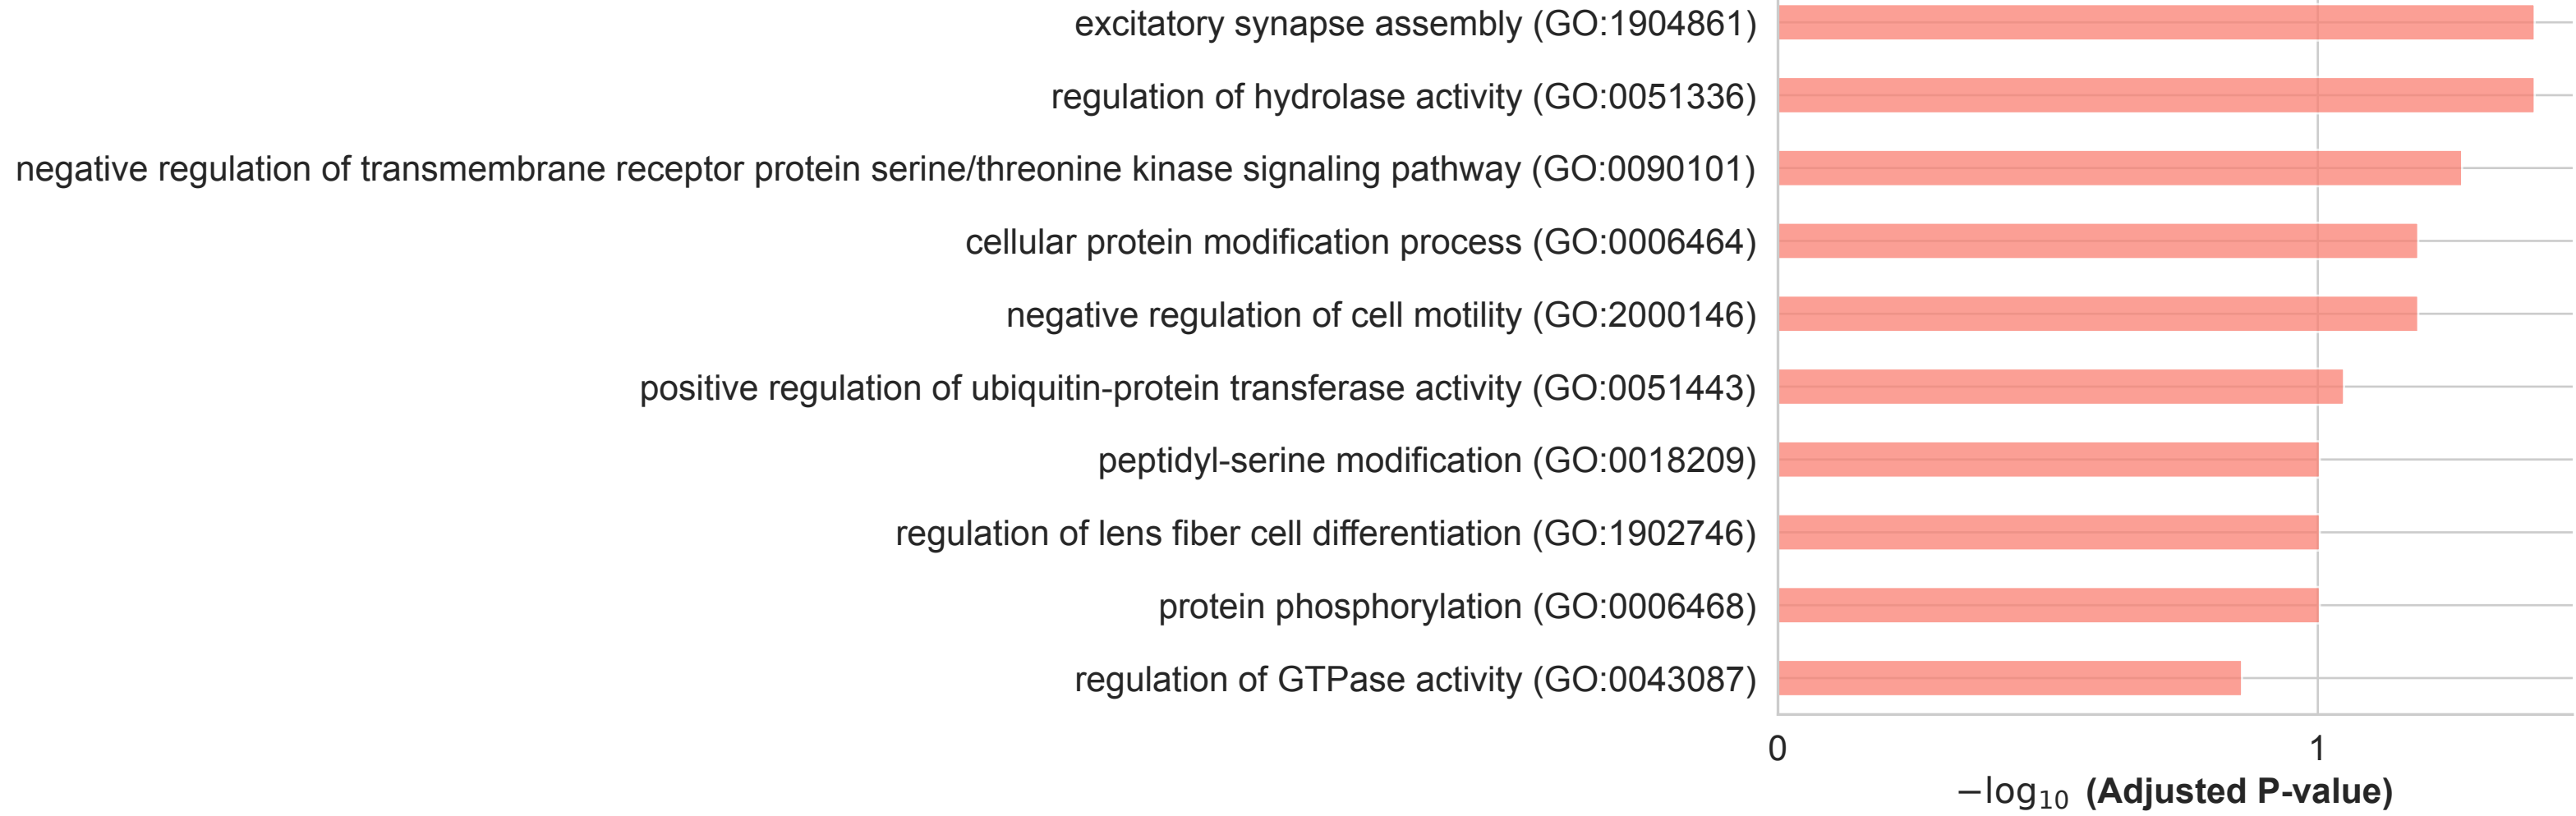 excitatory synapse assembly (GO:1904861)
regulation of hydrolase activity (GO:0051336)
negative regulation of transmembrane receptor protein serine/threonine kinase signaling pathway (GO:0090101)
cellular protein modification process (GO:0006464)
negative regulation of cell motility (GO:2000146)
positive regulation of ubiquitin-protein transferase activity (GO:0051443)
peptidyl-serine modification (GO:0018209)
regulation of lens fiber cell differentiation (GO:1902746)
protein phosphorylation (GO:0006468)
regulation of GTPase activity (GO:0043087)
0 1
−log₁₀ (Adjusted P-value)